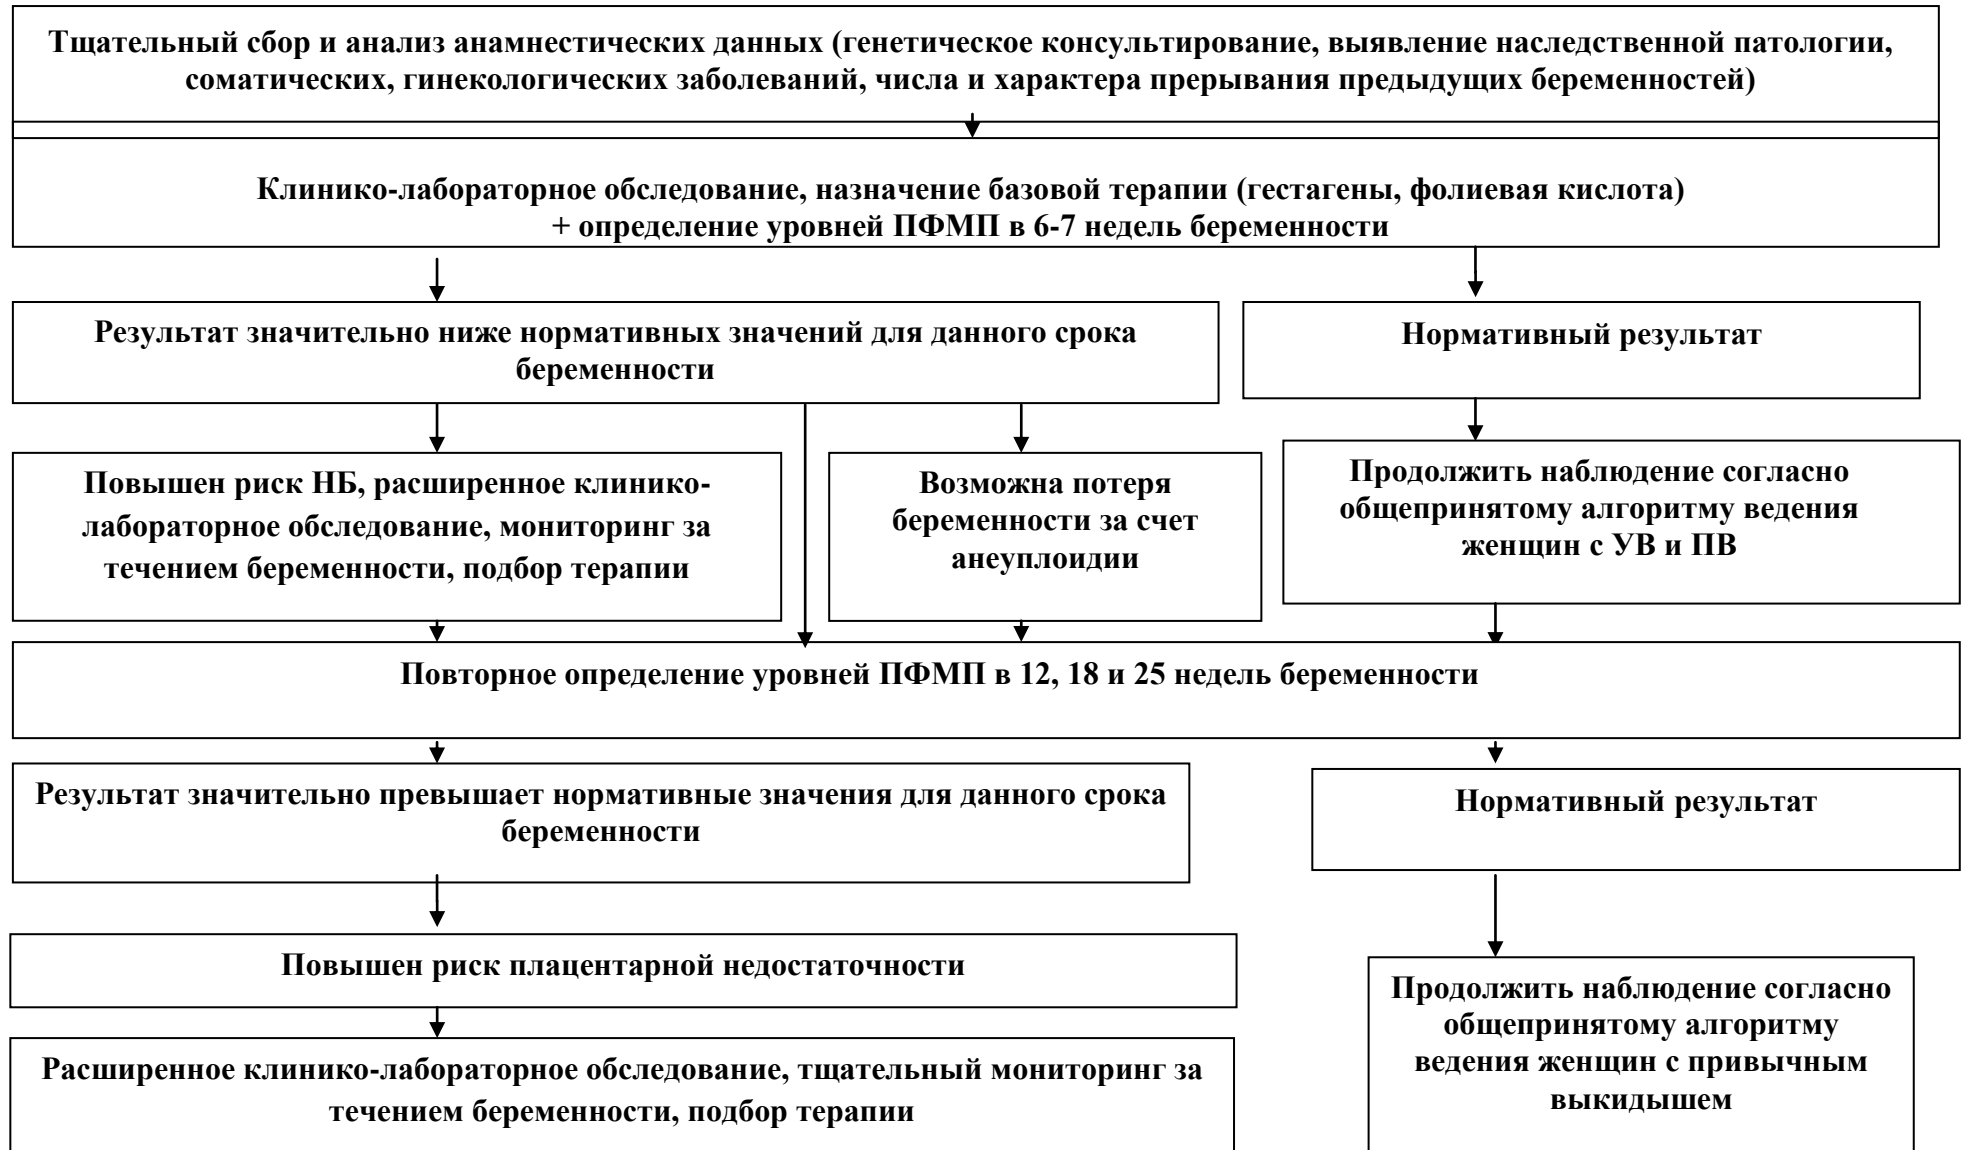 Тщательный сбор и анализ анамнестических данных (генетическое консультирование, выявление наследственной патологии,
соматических, гинекологических заболеваний, числа и характера прерывания предыдущих беременностей)
Клинико-лабораторное обследование, назначение базовой терапии (гестагены, фолиевая кислота)
+ определение уровней ПФМП в 6-7 недель беременности
Результат значительно ниже нормативных значений для данного срока
беременности
Нормативный результат
Повышен риск НБ, расширенное клинико-
лабораторное обследование, мониторинг за
течением беременности, подбор терапии
Возможна потеря
беременности за счет
анеуплоидии
Продолжить наблюдение согласно
общепринятому алгоритму ведения
женщин с УВ и ПВ
Повторное определение уровней ПФМП в 12, 18 и 25 недель беременности
Результат значительно превышает нормативные значения для данного срока
беременности
Нормативный результат
Повышен риск плацентарной недостаточности
Расширенное клинико-лабораторное обследование, тщательный мониторинг за
течением беременности, подбор терапии
Продолжить наблюдение согласно
общепринятому алгоритму
ведения женщин с привычным
выкидышем